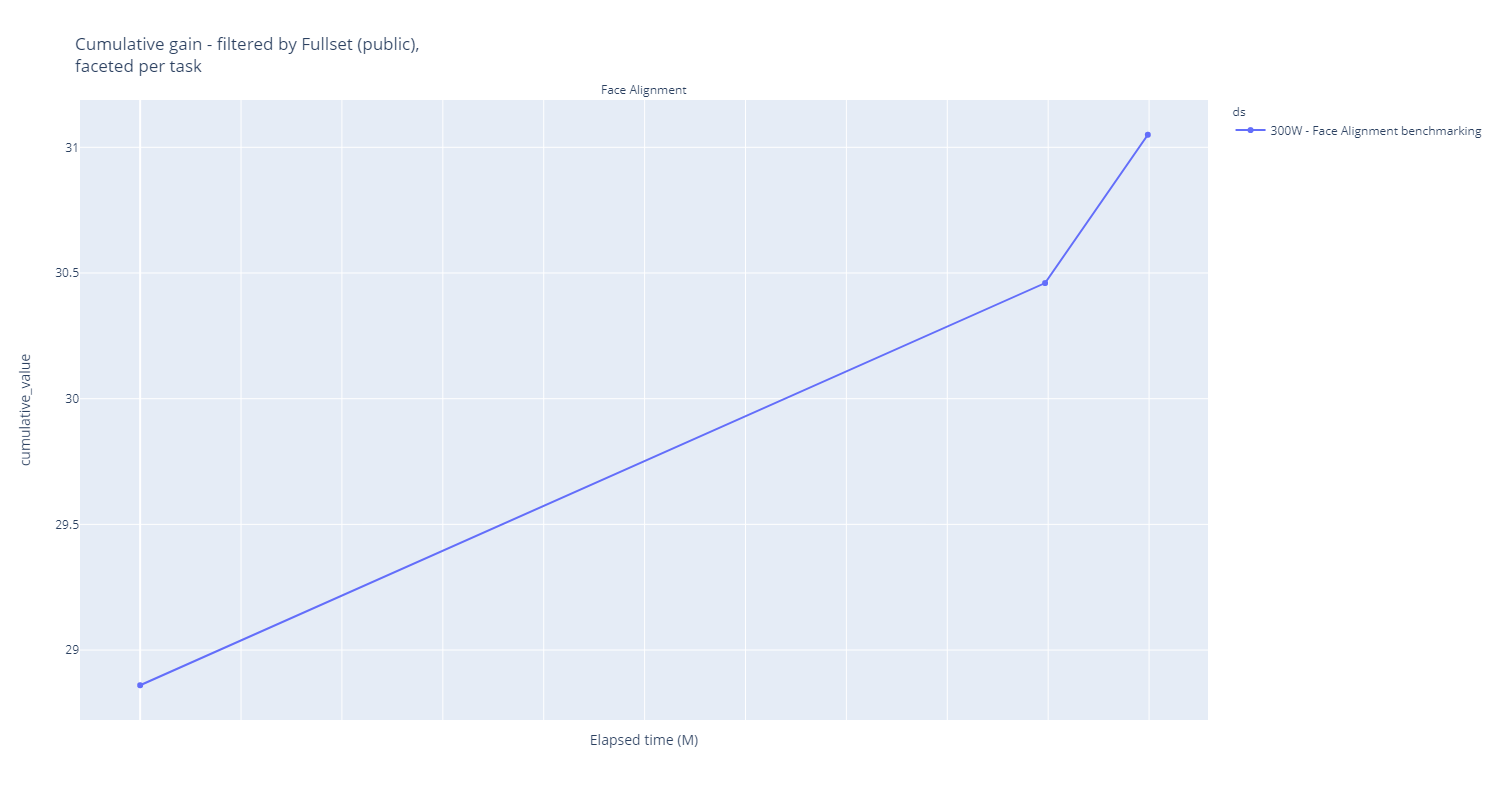 Cumulative gain - filtered by Fullset (public),
faceted per task
Face Alignment
ds
300W - Face Alignment benchmarking
31
30.5
30
29.5
29
cumulative_value
Elapsed time (M)